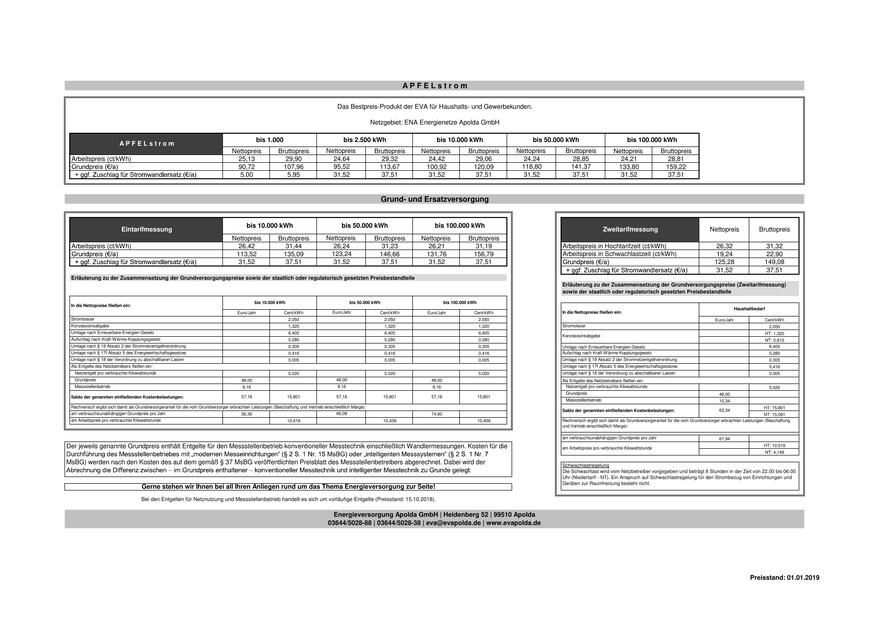 A P F E L s t r o m
Das Bestpreis-Produkt der EVA für Haushalts- und Gewerbekunden.
Netzgebiet: ENA Energienetze Apolda GmbH
A P F E L s t r o m bis 1.000 bis 2.500 kWh bis 10.000 kWh bis 50.000 kWh bis 100.000 kWh
Nettopreis Bruttopreis Nettopreis Bruttopreis Nettopreis Bruttopreis Nettopreis Bruttopreis Nettopreis Bruttopreis
Arbeitspreis (ct/kWh) 25,13 29,90 24,64 29,32 24,42 29,06 24,24 28,85 24,21 28,81
Grundpreis (€/a) 90,72 107,96 95,52 113,67 100,92 120,09 118,80 141,37 133,80 159,22
+ ggf. Zuschlag für Stromwandlersatz (€/a) 5,00 5,95 31,52 37,51 31,52 37,51 31,52 37,51 31,52 37,51
Grund- und Ersatzversorgung
Eintarifmessung bis 10.000 kWh bis 50.000 kWh bis 100.000 kWh
Nettopreis Bruttopreis Nettopreis Bruttopreis Nettopreis Bruttopreis
Arbeitspreis (ct/kWh) 26,42 31,44 26,24 31,23 26,21 31,19
Grundpreis (€/a) 113,52 135,09 123,24 146,66 131,76 156,79
+ ggf. Zuschlag für Stromwandlersatz (€/a) 31,52 37,51 31,52 37,51 31,52 37,51
Erläuterung zu der Zusammensetzung der Grundversorgungspreise sowie der staatlich oder regulatorisch gesetzten Preisbestandteile
In die Nettopreise fließen ein: bis 10.000 kWh bis 50.000 kWh bis 100.000 kWh
Euro/Jahr Cent/kWh Euro/Jahr Cent/kWh Euro/Jahr Cent/kWh
Stromsteuer 2,050 2,050 2,050
Konzessionsabgabe 1,320 1,320 1,320
Umlage nach Erneuerbare-Energien-Gesetz 6,405 6,405 6,405
Aufschlag nach Kraft-Wärme-Kopplungsgesetz 0,280 0,280 0,280
Umlage nach § 19 Absatz 2 der Stromnetzentgeltverordnung 0,305 0,305 0,305
Umlage nach § 17f Absatz 5 des Energiewirtschaftsgesetzes 0,416 0,416 0,416
Umlage nach § 18 der Verordnung zu abschaltbaren Lasten 0,005 0,005 0,005
Als Entgelte des Netzbetreibers fließen ein:
Netzentgelt pro verbrauchte Kilowattstunde 5,020 5,020 5,020
Grundpreis 48,00 48,00 48,00
Messstellenbetrieb 9,16 9,16 9,16
Saldo der genannten einfließenden Kostenbelastungen: 57,16 15,801 57,16 15,801 57,16 15,801
Rechnerisch ergibt sich damit als Grundversorgeranteil für die vom Grundversorger erbrachten Leistungen (Beschaffung und Vertrieb einschließlich Marge):
am verbrauchsunabhängigen Grundpreis pro Jahr 56,36 66,08 74,60
am Arbeitspreis pro verbrauchte Kilowattstunde 10,619 10,439 10,409
Der jeweils genannte Grundpreis enthält Entgelte für den Messstellenbetrieb konventioneller Messtechnik einschließlich Wandlermessungen. Kosten für die
Durchführung des Messstellenbetriebes mit „modernen Messeinrichtungen" (§ 2 S. 1 Nr. 15 MsBG) oder „intelligenten Messsystemen" (§ 2 S. 1 Nr. 7
MsBG) werden nach den Kosten des auf dem gemäß § 37 MsBG veröffentlichten Preisblatt des Messstellenbetreibers abgerechnet. Dabei wird der
Abrechnung die Differenz zwischen – im Grundpreis enthaltener – konventioneller Messtechnik und intelligenter Messtechnik zu Grunde gelegt.
Gerne stehen wir Ihnen bei all Ihren Anliegen rund um das Thema Energieversorgung zur Seite!
Bei den Entgelten für Netznutzung und Messstellenbetrieb handelt es sich um vorläufige Entgelte (Preisstand: 15.10.2018).
Zweitarifmessung Nettopreis Bruttopreis
Arbeitspreis in Hochtarifzeit (ct/kWh) 26,32 31,32
Arbeitspreis in Schwachlastzeit (ct/kWh) 19,24 22,90
Grundpreis (€/a) 125,28 149,08
+ ggf. Zuschlag für Stromwandlersatz (€/a) 31,52 37,51
Erläuterung zu der Zusammensetzung der Grundversorgungspreise (Zweitarifmessung)
sowie der staatlich oder regulatorisch gesetzten Preisbestandteile
In die Nettopreise fließen ein: Haushaltbedarf
Euro/Jahr Cent/kWh
Stromsteuer 2,050
Konzessionsabgabe HT: 1,320
NT: 0,610
Umlage nach Erneuerbare-Energien-Gesetz 6,405
Aufschlag nach Kraft-Wärme-Kopplungsgesetz 0,280
Umlage nach § 19 Absatz 2 der Stromnetzentgeltverordnung 0,305
Umlage nach § 17f Absatz 5 des Energiewirtschaftsgesetzes 0,416
Umlage nach § 18 der Verordnung zu abschaltbaren Lasten 0,005
Als Entgelte des Netzbetreibers fließen ein:
Netzentgelt pro verbrauchte Kilowattstunde 5,020
Grundpreis 48,00
Messstellenbetrieb 15,34
Saldo der genannten einfließenden Kostenbelastungen: 63,34 HT: 15,801
NT: 15,091
Rechnerisch ergibt sich damit als Grundversorgeranteil für die vom Grundversorger erbrachten Leistungen (Beschaffung
und Vertrieb einschließlich Marge):
am verbrauchsunabhängigen Grundpreis pro Jahr 61,94
am Arbeitspreis pro verbrauchte Kilowattstunde HT: 10,519
NT: 4,149
Schwachlastregelung
Die Schwachlast wird vom Netzbetreiber vorgegeben und beträgt 8 Stunden in der Zeit von 22.00 bis 06.00
Uhr (Niedertarif - NT). Ein Anspruch auf Schwachlastregelung für den Strombezug von Einrichtungen und
Geräten zur Raumheizung besteht nicht.
Energieversorgung Apolda GmbH | Heidenberg 52 | 99510 Apolda
03644/5028-88 | 03644/5028-38 | eva@evapolda.de | www.evapolda.de
Preisstand: 01.01.2019